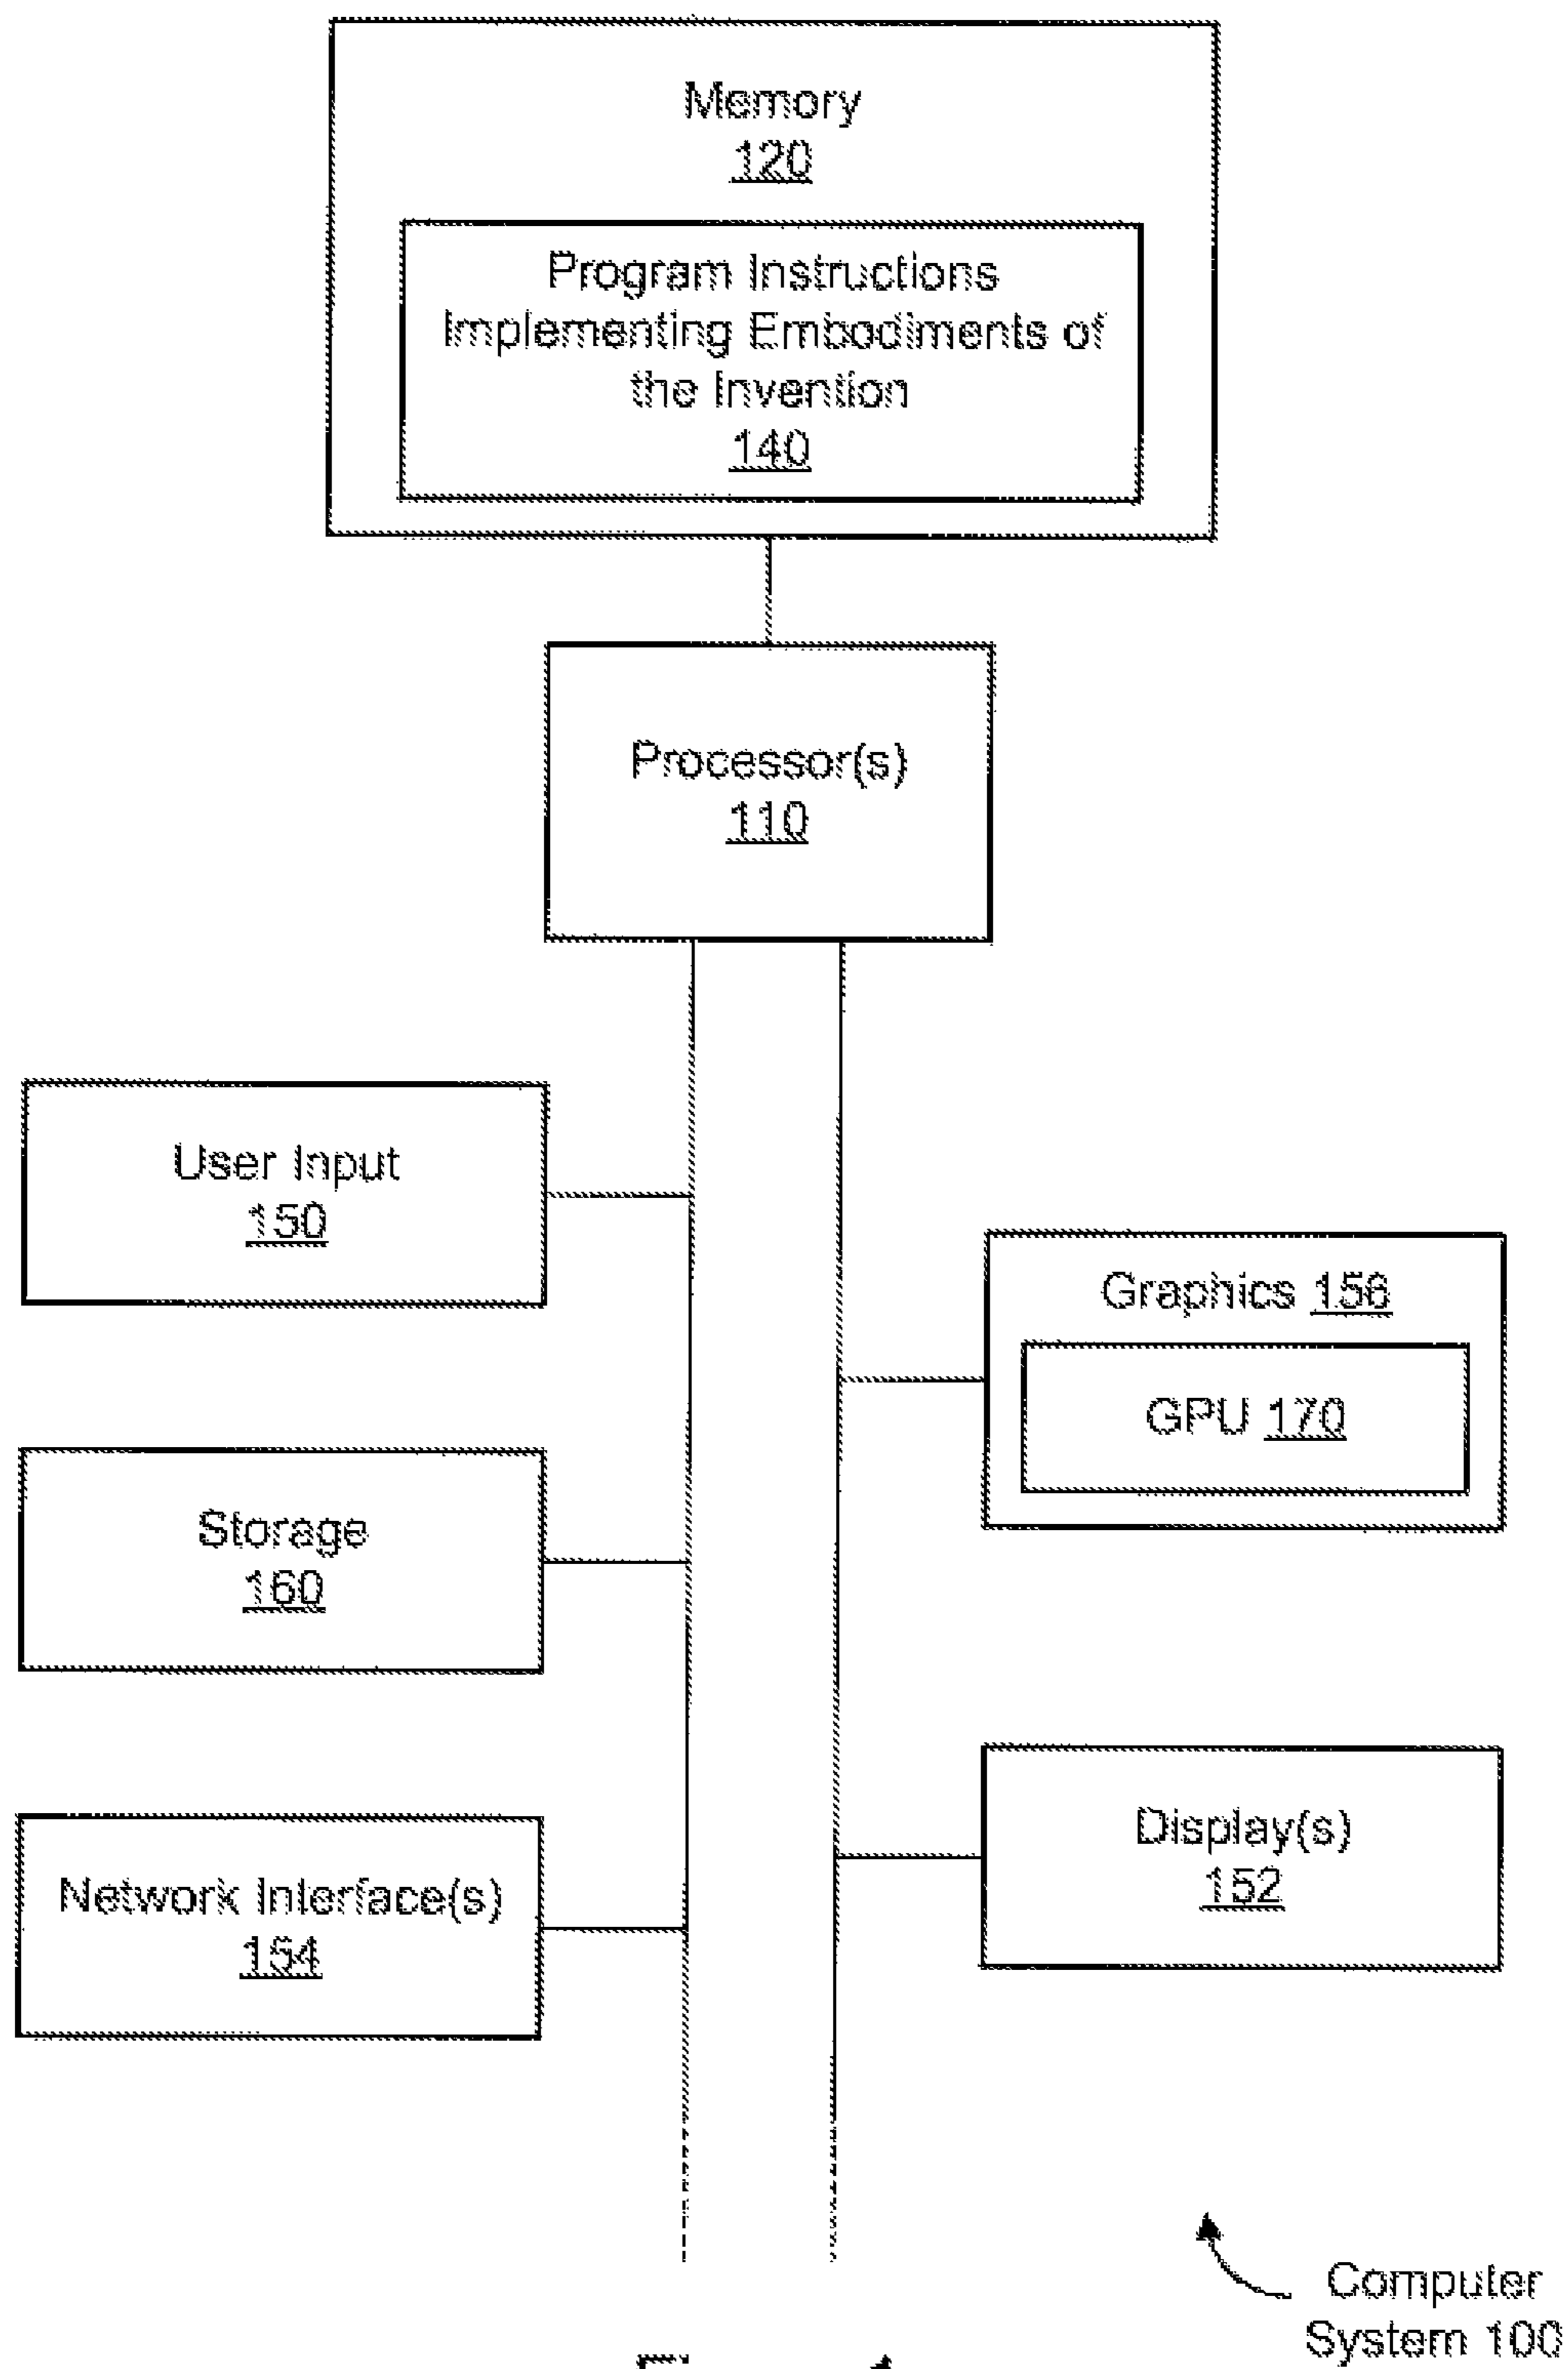 Memory
120
Program Instructions
Implementing Embodiments of
the Invention
140
Processor(s)
110
User Input
150
Graphics 156
GPU 170
Storage
160
Display(s)
152
Network Interface(s)
154
Computer
System 100